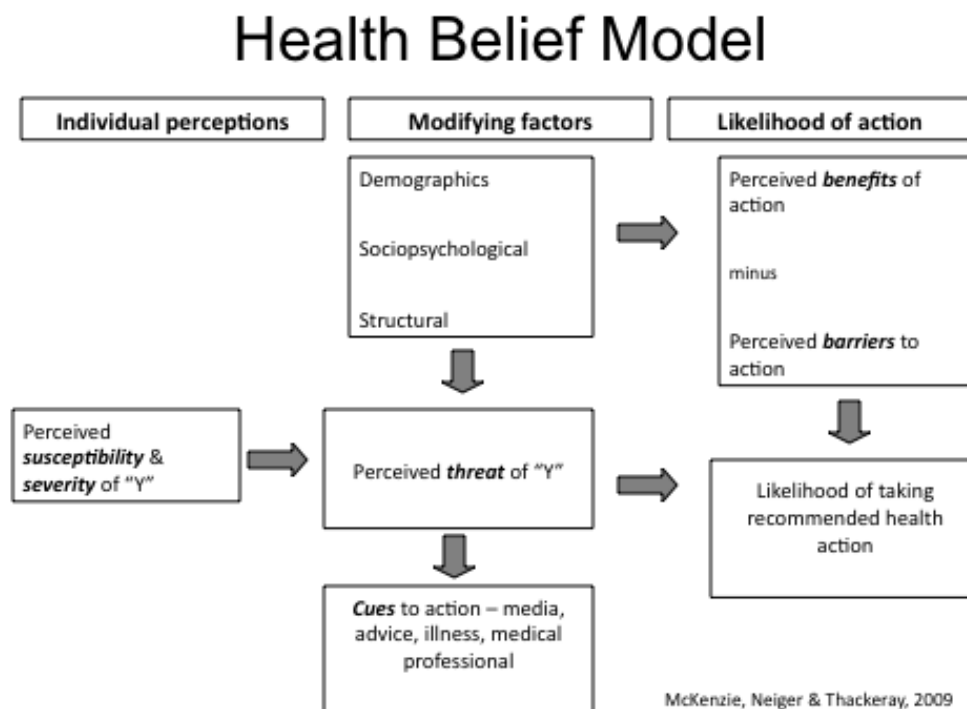 Health Belief Model
Individual perceptions
Modifying factors
Likelihood of action
Demographics
Sociopsychological
Structural
Perceived benefits of
action
minus
Perceived barriers to
action
Perceived
susceptibility &
severity of “Y”
Perceived threat of “Y”
Likelihood of taking
recommended health
action
Cues to action – media,
advice, illness, medical
professional
McKenzie, Neiger & Thackeray, 2009